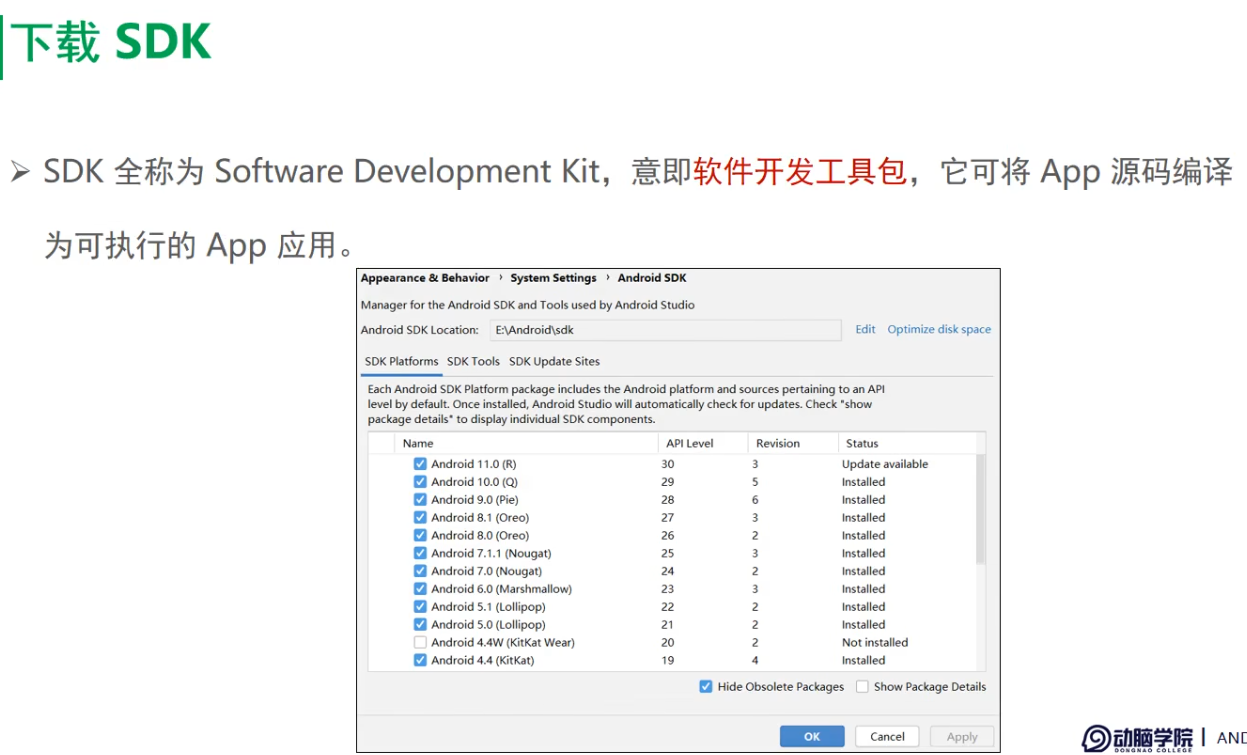 下载 SDK
➢ SDK 全称为 Software Development Kit，意即软件开发工具包，它可将 App 源码编译
为可执行的 App 应用。
Appearance & Behavior › System Settings › Android SDK
Manager for the Android SDK and Tools used by Android Studio
Android SDK Location: E:\Android\sdk Edit Optimize disk space
SDK Platforms SDK Tools SDK Update Sites
Each Android SDK Platform package includes the Android platform and sources pertaining to an API
level by default. Once installed, Android Studio will automatically check for updates. Check "show
package details" to display individual SDK components.
Name API Level Revision Status
Android 11.0 (R) 30 3 Update available
Android 10.0 (Q) 29 5 Installed
Android 9.0 (Pie) 28 6 Installed
Android 8.1 (Oreo) 27 3 Installed
Android 8.0 (Oreo) 26 2 Installed
Android 7.1.1 (Nougat) 25 3 Installed
Android 7.0 (Nougat) 24 2 Installed
Android 6.0 (Marshmallow) 23 3 Installed
Android 5.1 (Lollipop) 22 2 Installed
Android 5.0 (Lollipop) 21 2 Installed
Android 4.4W (KitKat Wear) 20 2 Not installed
Android 4.4 (KitKat) 19 4 Installed
Hide Obsolete Packages Show Package Details
OK Cancel Apply
动脑学院 | AND
DONGNAO COLLEGE